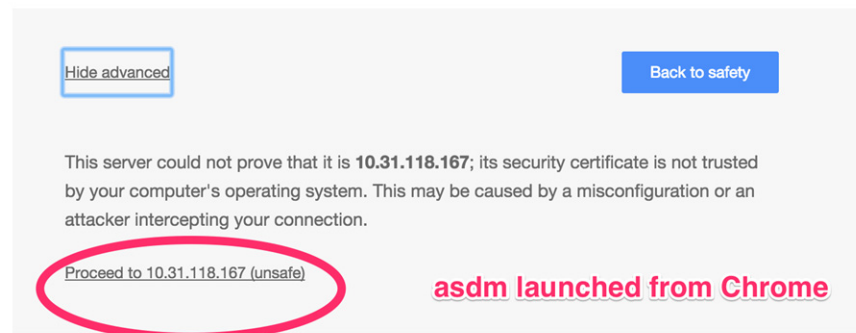 Hide advanced
Back to safety
This server could not prove that it is 10.31.118.167; its security certificate is not trusted
by your computer's operating system. This may be caused by a misconfiguration or an
attacker intercepting your connection.
Proceed to 10.31.118.167 (unsafe)
asdm launched from Chrome